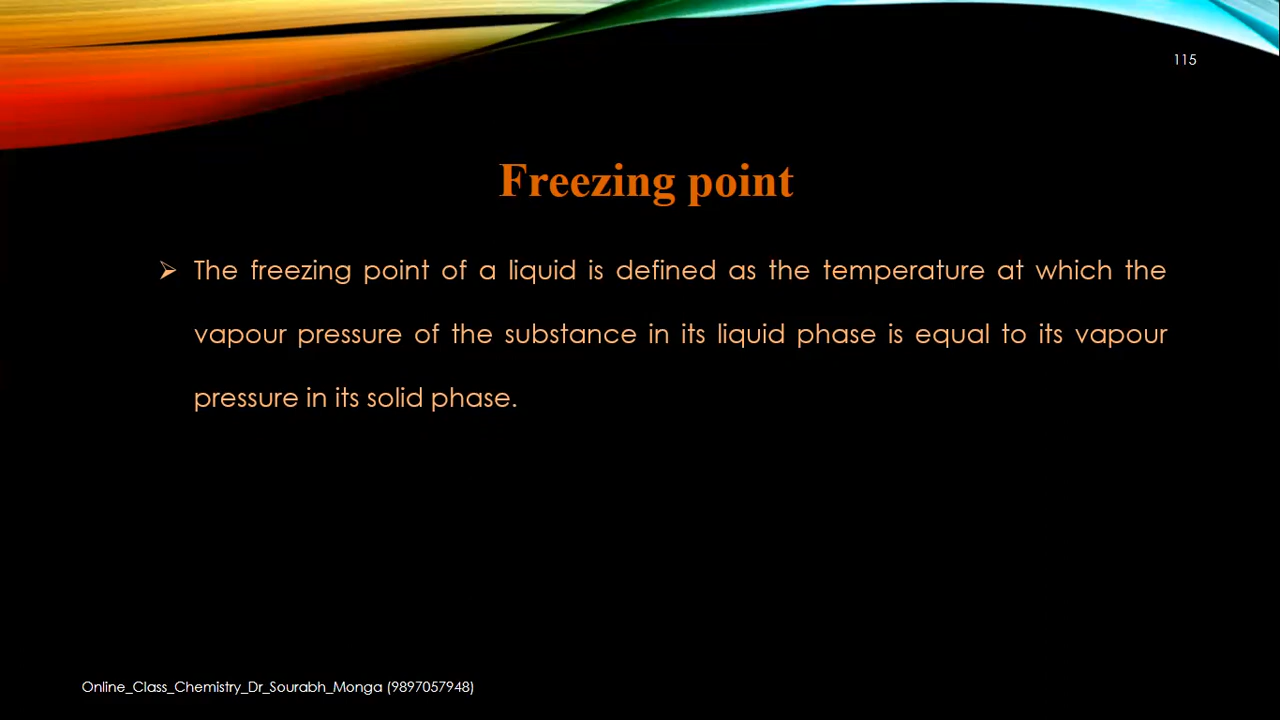 115
Freezing point
➢ The freezing point of a liquid is defined as the temperature at which the
vapour pressure of the substance in its liquid phase is equal to its vapour
pressure in its solid phase.
Online_Class_Chemistry_Dr_Sourabh_Monga (9897057948)